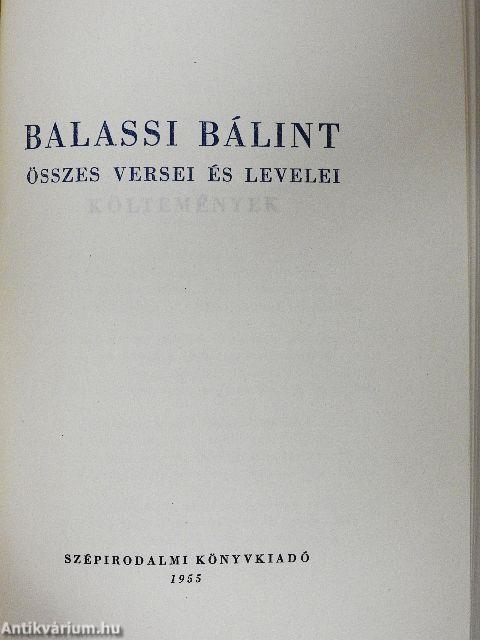 BALASSI BÁLINT
ÖSSZES VERSEI ÉS LEVELEI
KÖLTEMÉNYEK
SZÉPIRODALMI KÖNYVKIADÓ
1955
Antikvárium.hu